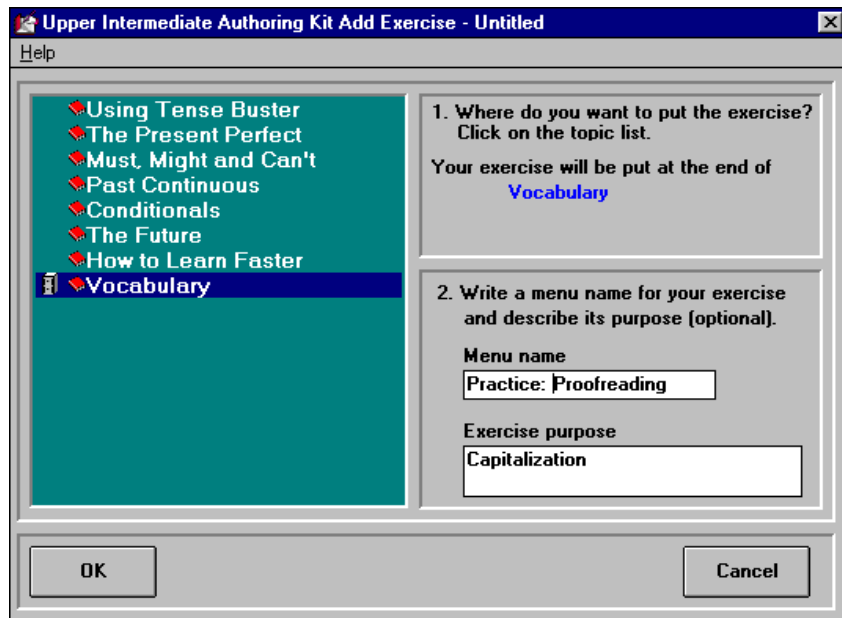 Upper Intermediate Authoring Kit Add Exercise - Untitled
Help
Using Tense Buster
The Present Perfect
Must, Might and Can't
Past Continuous
Conditionals
The Future
How to Learn Faster
Vocabulary
1. Where do you want to put the exercise?
Click on the topic list.
Your exercise will be put at the end of
Vocabulary
2. Write a menu name for your exercise
and describe its purpose (optional).
Menu name
Practice: Proofreading
Exercise purpose
Capitalization
OK
Cancel